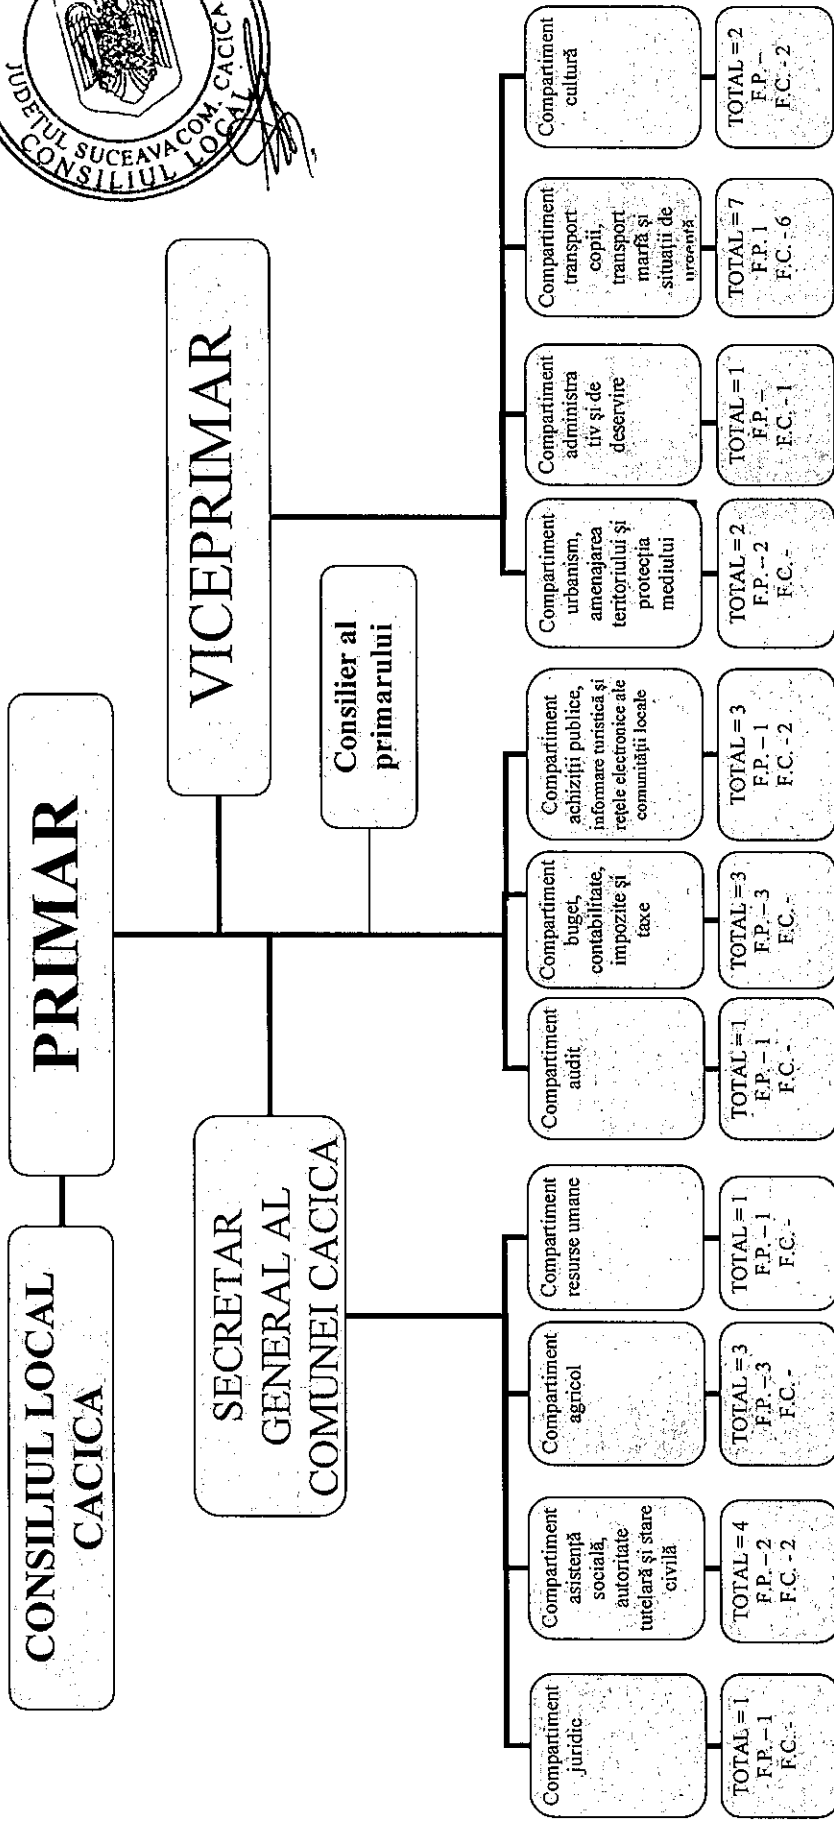 JUDEȚUL SUCEAVA COM. CACICA
CONSILIUL LOCAL
CONSILIUL LOCAL
CACICA
PRIMAR
VICEPRIMAR
SECRETAR
GENERAL AL
COMUNEI CACICA
Consilier al
primarului
Compartiment
juridic
TOTAL = 1
F.P. – 1
F.C. -
Compartiment
asistență
socială,
autoritate
tutelară și stare
civilă
TOTAL = 4
F.P. – 2
F.C. - 2
Compartiment
agricol
TOTAL = 3
F.P. – 3
F.C. -
Compartiment
resurse umane
TOTAL = 1
F.P. – 1
F.C. -
Compartiment
audit
TOTAL = 1
F.P. – 1
F.C. -
Compartiment
buget,
contabilitate,
impozite și
taxe
TOTAL = 3
F.P. – 3
F.C. -
Compartiment
achiziții publice,
informare turistică și
rețele electronice ale
comunității locale
TOTAL = 3
F.P. – 1
F.C. - 2
Compartiment
urbanism,
amenajarea
teritoriului și
protecția
mediului
TOTAL = 2
F.P. – 2
F.C. -
Compartiment
administra
tiv și de
deservire
TOTAL = 1
F.P. –
F.C. - 1
Compartiment
transport
copii,
transport
marfă și
situații de
urgență
TOTAL = 7
F.P. 1
F.C. - 6
Compartiment
cultură
TOTAL = 2
F.P. –
F.C. - 2